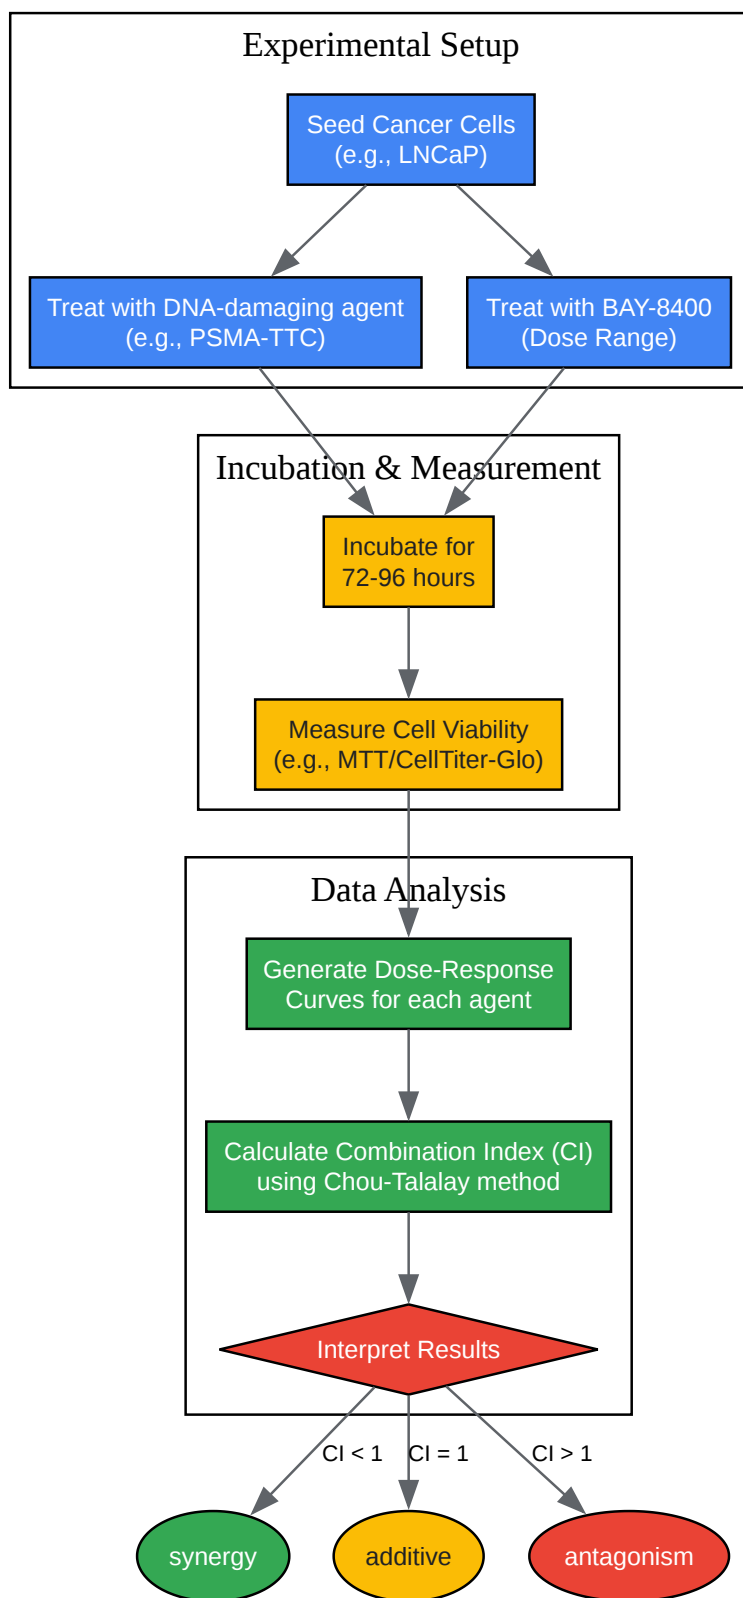 Experimental Setup
Seed Cancer Cells
(e.g., LNCaP)
Treat with DNA-damaging agent
(e.g., PSMA-TTC)
Treat with BAY-8400
(Dose Range)
Incubation & Measurement
Incubate for
72-96 hours
Measure Cell Viability
(e.g., MTT/CellTiter-Glo)
Data Analysis
Generate Dose-Response
Curves for each agent
Calculate Combination Index (CI)
using Chou-Talalay method
Interpret Results
CI < 1
CI = 1
CI > 1
synergy
additive
antagonism